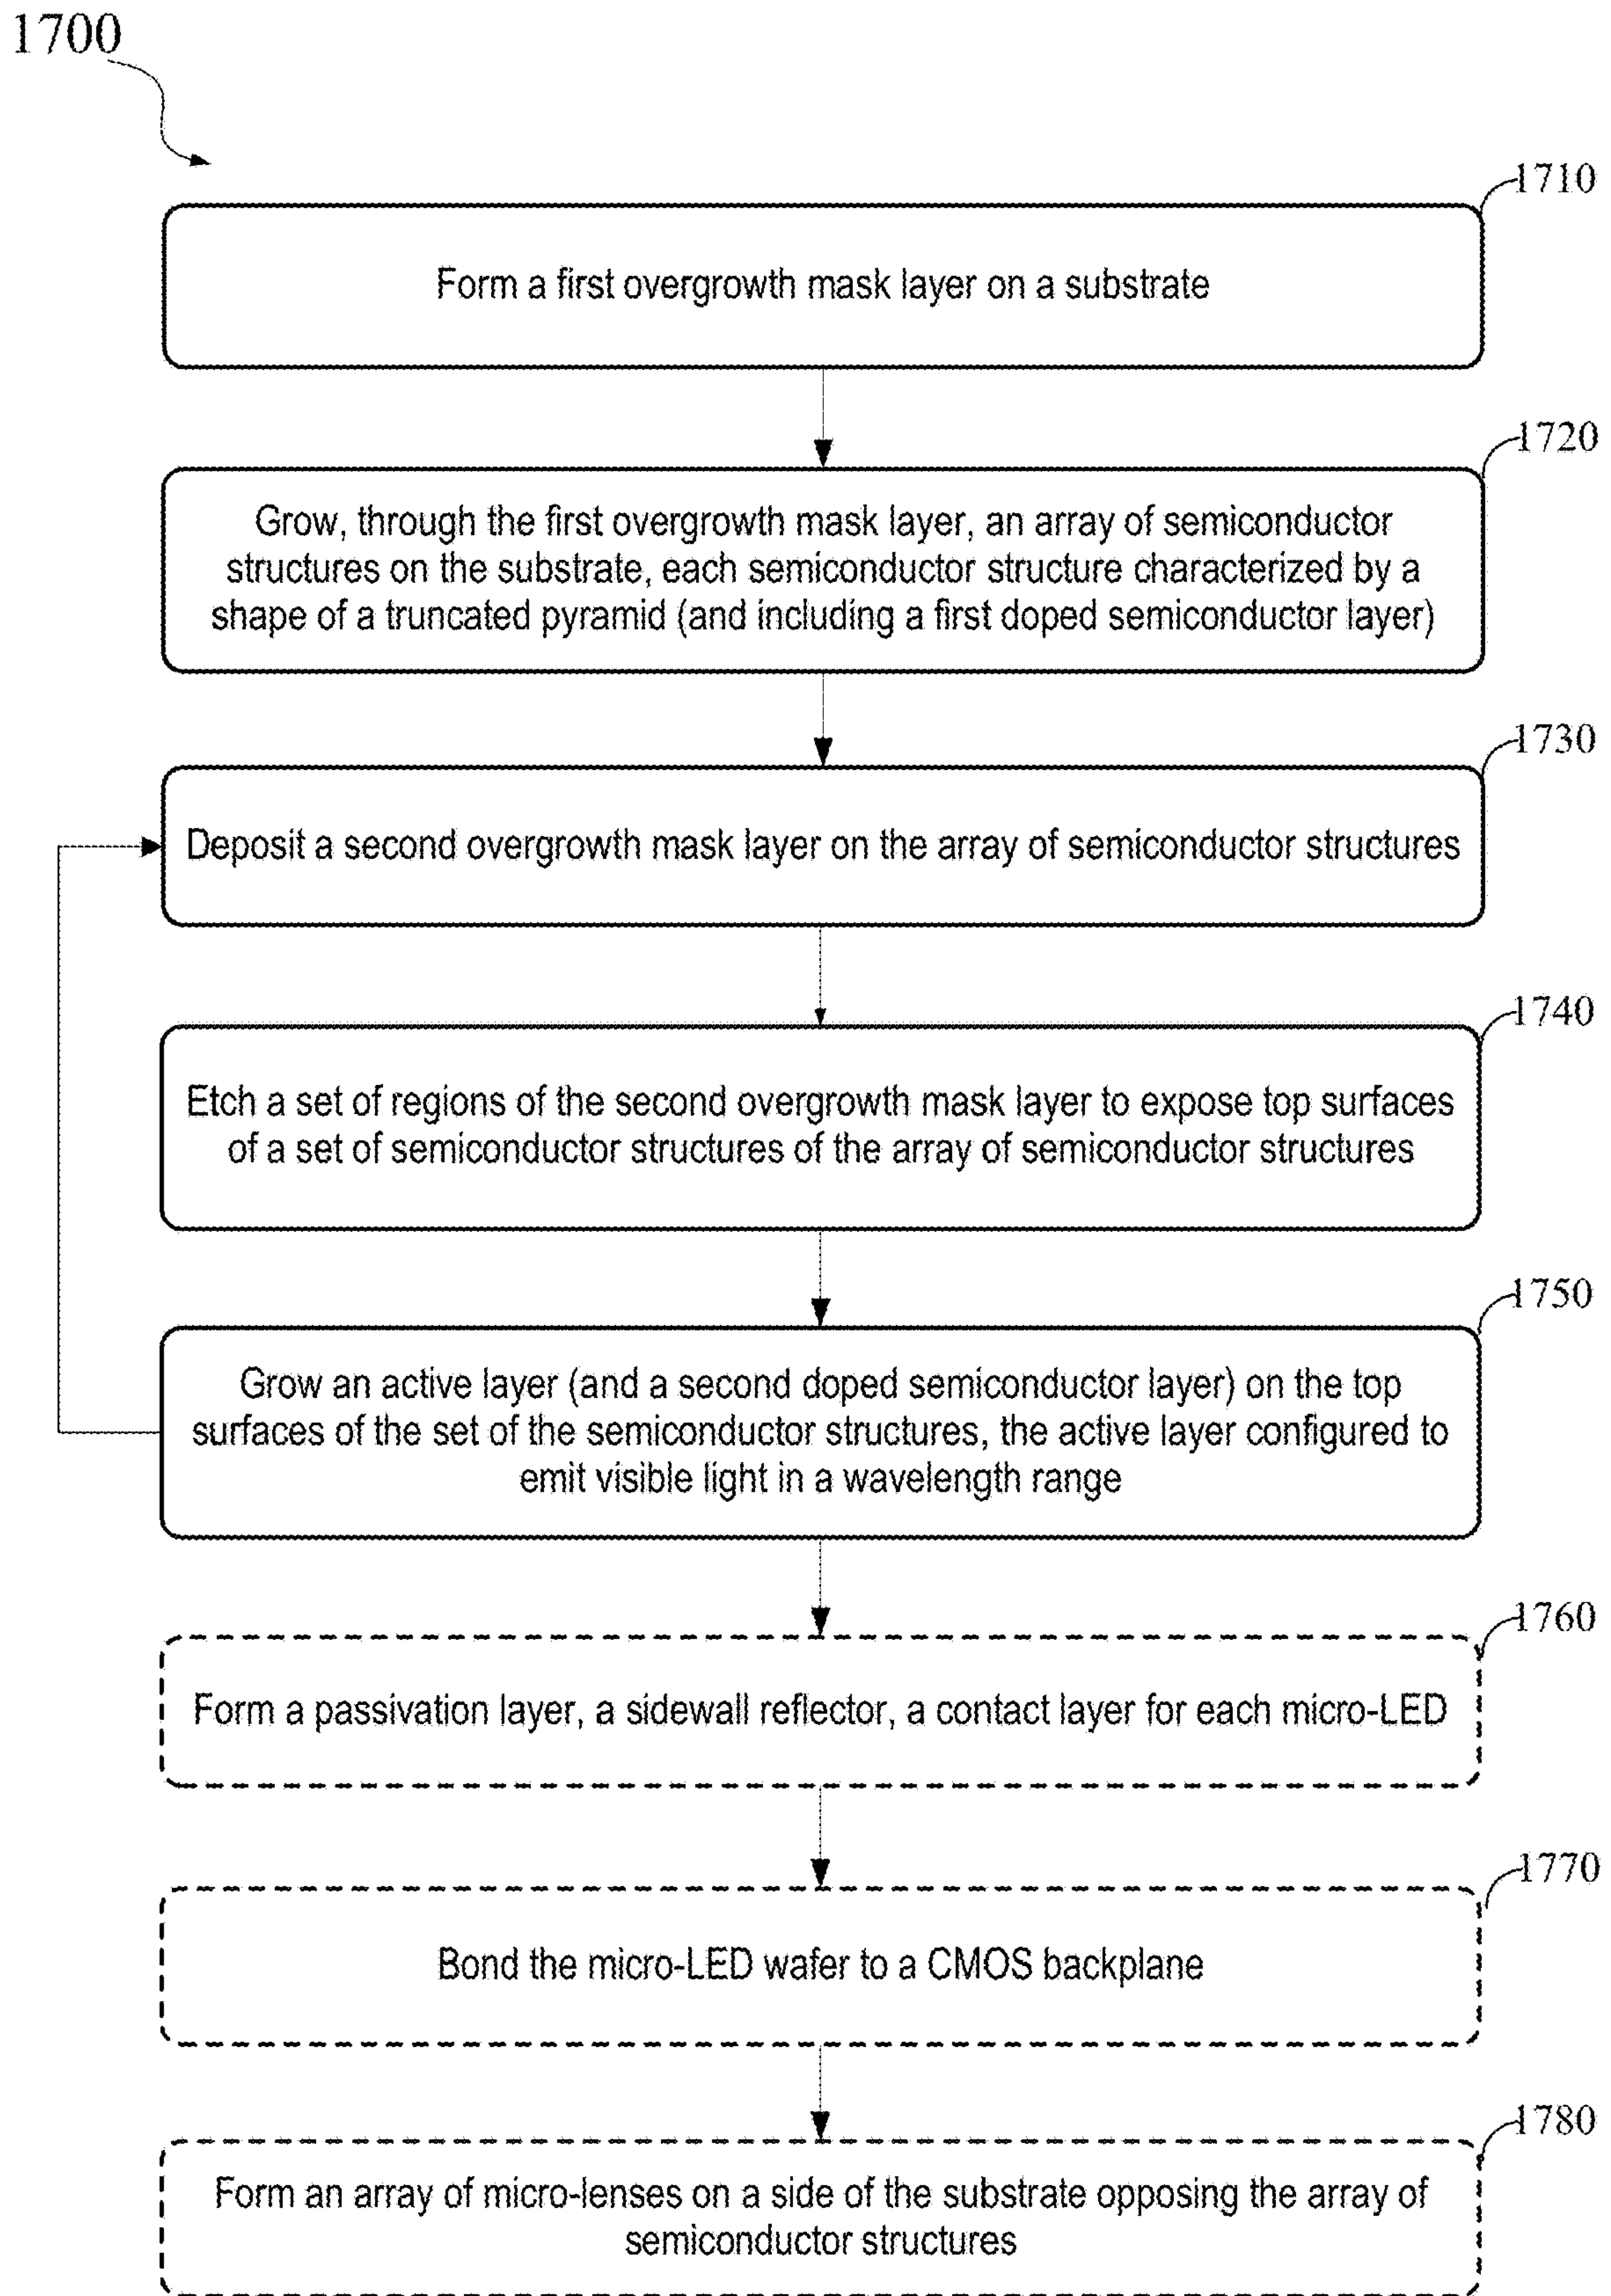 1700
1710
Form a first overgrowth mask layer on a substrate
1720
Grow, through the first overgrowth mask layer, an array of semiconductor
structures on the substrate, each semiconductor structure characterized by a
shape of a truncated pyramid (and including a first doped semiconductor layer)
1730
Deposit a second overgrowth mask layer on the array of semiconductor structures
1740
Etch a set of regions of the second overgrowth mask layer to expose top surfaces
of a set of semiconductor structures of the array of semiconductor structures
1750
Grow an active layer (and a second doped semiconductor layer) on the top
surfaces of the set of the semiconductor structures, the active layer configured to
emit visible light in a wavelength range
1760
Form a passivation layer, a sidewall reflector, a contact layer for each micro-LED
1770
Bond the micro-LED wafer to a CMOS backplane
1780
Form an array of micro-lenses on a side of the substrate opposing the array of
semiconductor structures